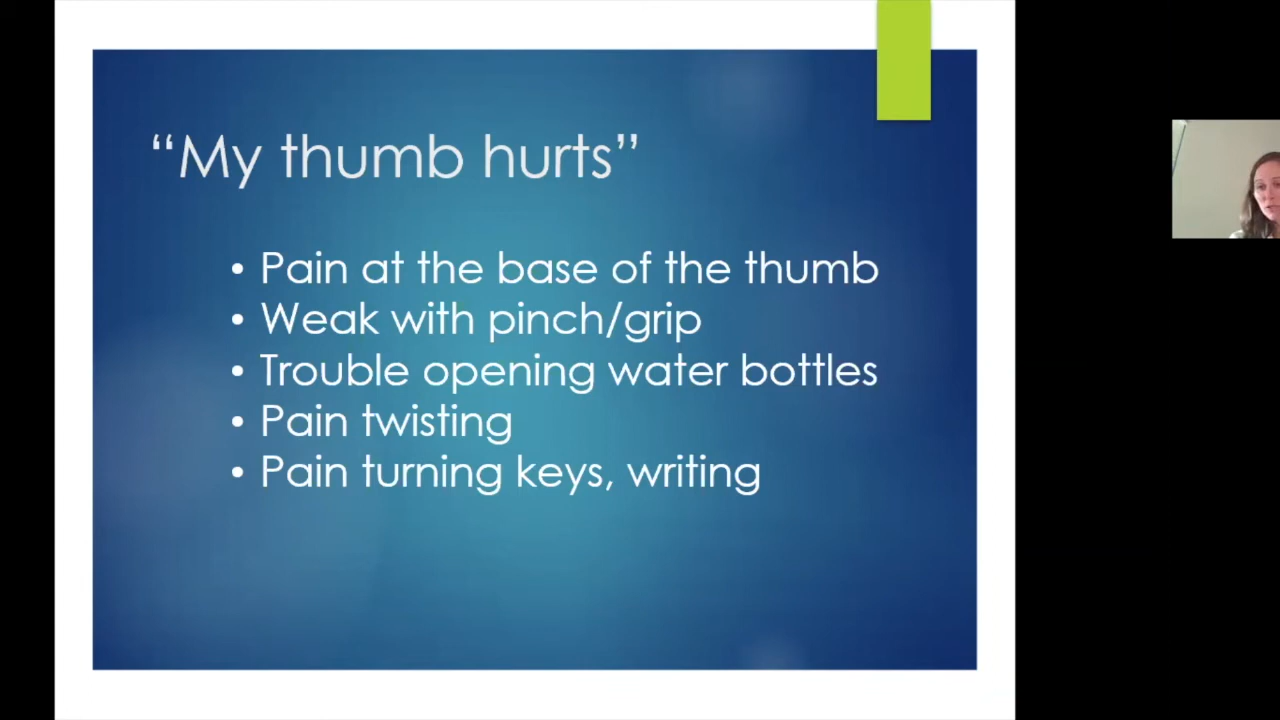 “My thumb hurts”
• Pain at the base of the thumb
• Weak with pinch/grip
• Trouble opening water bottles
• Pain twisting
• Pain turning keys, writing